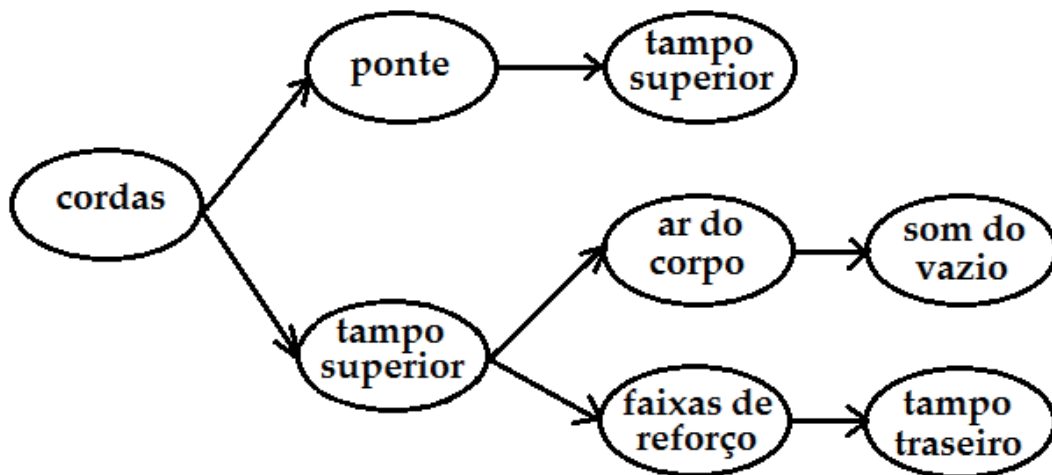 ponte
tampo
superior
cordas
ar do
corpo
som do
vazio
tampo
superior
faixas de
reforço
tampo
traseiro